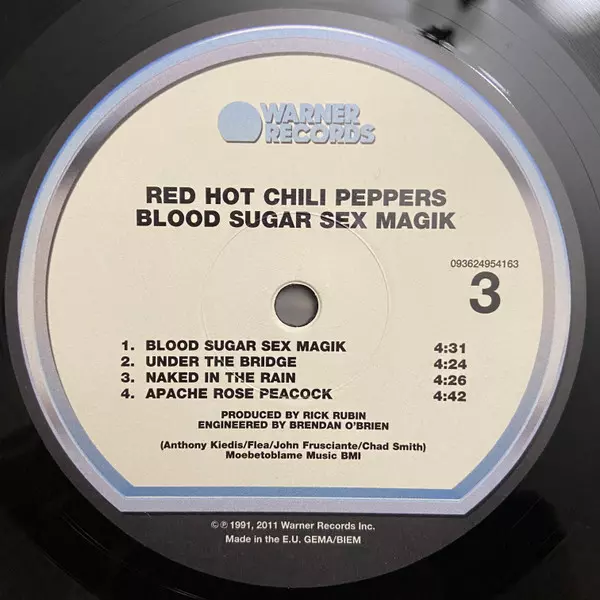 WARNER
RECORDS
RED HOT CHILI PEPPERS
BLOOD SUGAR SEX MAGIK
093624954163
3
1. BLOOD SUGAR SEX MAGIK 4:31
2. UNDER THE BRIDGE 4:24
3. NAKED IN THE RAIN 4:26
4. APACHE ROSE PEACOCK 4:42
PRODUCED BY RICK RUBIN
ENGINEERED BY BRENDAN O'BRIEN
(Anthony Kiedis/Flea/John Frusciante/Chad Smith)
Moebetoblame Music BMI
©℗ 1991, 2011 Warner Records Inc.
Made in the E.U. GEMA/BIEM